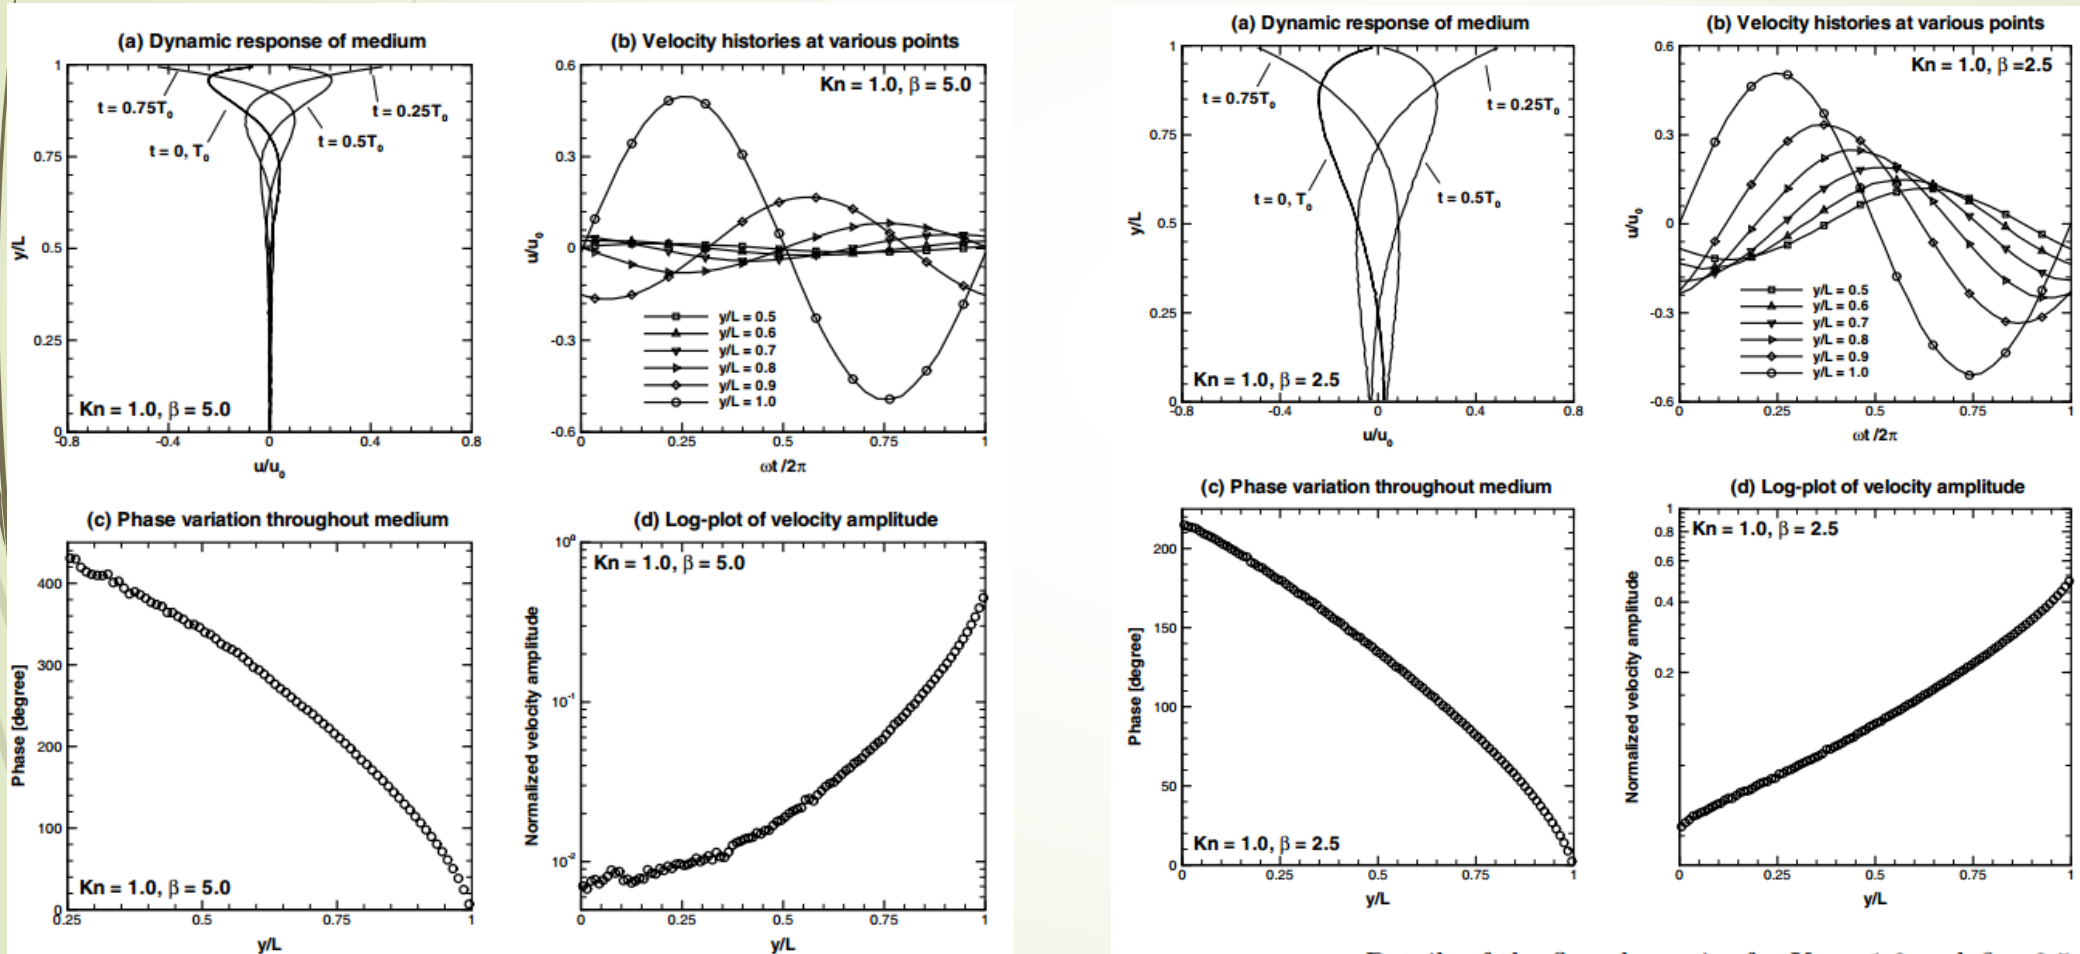 (a) Dynamic response of medium
1
0.75
0.5
0.25
0
y/L
t = 0.75T₀
t = 0.25T₀
t = 0, T₀
t = 0.5T₀
Kn = 1.0, β = 5.0
-0.8 -0.4 0 0.4 0.8
u/u₀
(b) Velocity histories at various points
0.6
0.3
0
-0.3
-0.6
u/u₀
Kn = 1.0, β = 5.0
y/L = 0.5
y/L = 0.6
y/L = 0.7
y/L = 0.8
y/L = 0.9
y/L = 1.0
0 0.25 0.5 0.75 1
ωt /2π
(c) Phase variation throughout medium
400
300
200
100
0
Phase [degree]
Kn = 1.0, β = 5.0
0.25 0.5 0.75 1
y/L
(d) Log-plot of velocity amplitude
10⁰
10⁻¹
10⁻²
Normalized velocity amplitude
Kn = 1.0, β = 5.0
0 0.25 0.5 0.75 1
y/L
(a) Dynamic response of medium
1
0.75
0.5
0.25
0
y/L
t = 0.75T₀
t = 0.25T₀
t = 0, T₀
t = 0.5T₀
Kn = 1.0, β = 2.5
-0.8 -0.4 0 0.4 0.8
u/u₀
(b) Velocity histories at various points
0.6
0.3
0
-0.3
-0.6
u/u₀
Kn = 1.0, β =2.5
y/L = 0.5
y/L = 0.6
y/L = 0.7
y/L = 0.8
y/L = 0.9
y/L = 1.0
0 0.25 0.5 0.75 1
ωt /2π
(c) Phase variation throughout medium
200
150
100
50
0
Phase [degree]
Kn = 1.0, β = 2.5
0 0.25 0.5 0.75 1
y/L
(d) Log-plot of velocity amplitude
1
0.8
0.6
0.4
0.2
Normalized velocity amplitude
Kn = 1.0, β = 2.5
0 0.25 0.5 0.75 1
y/L